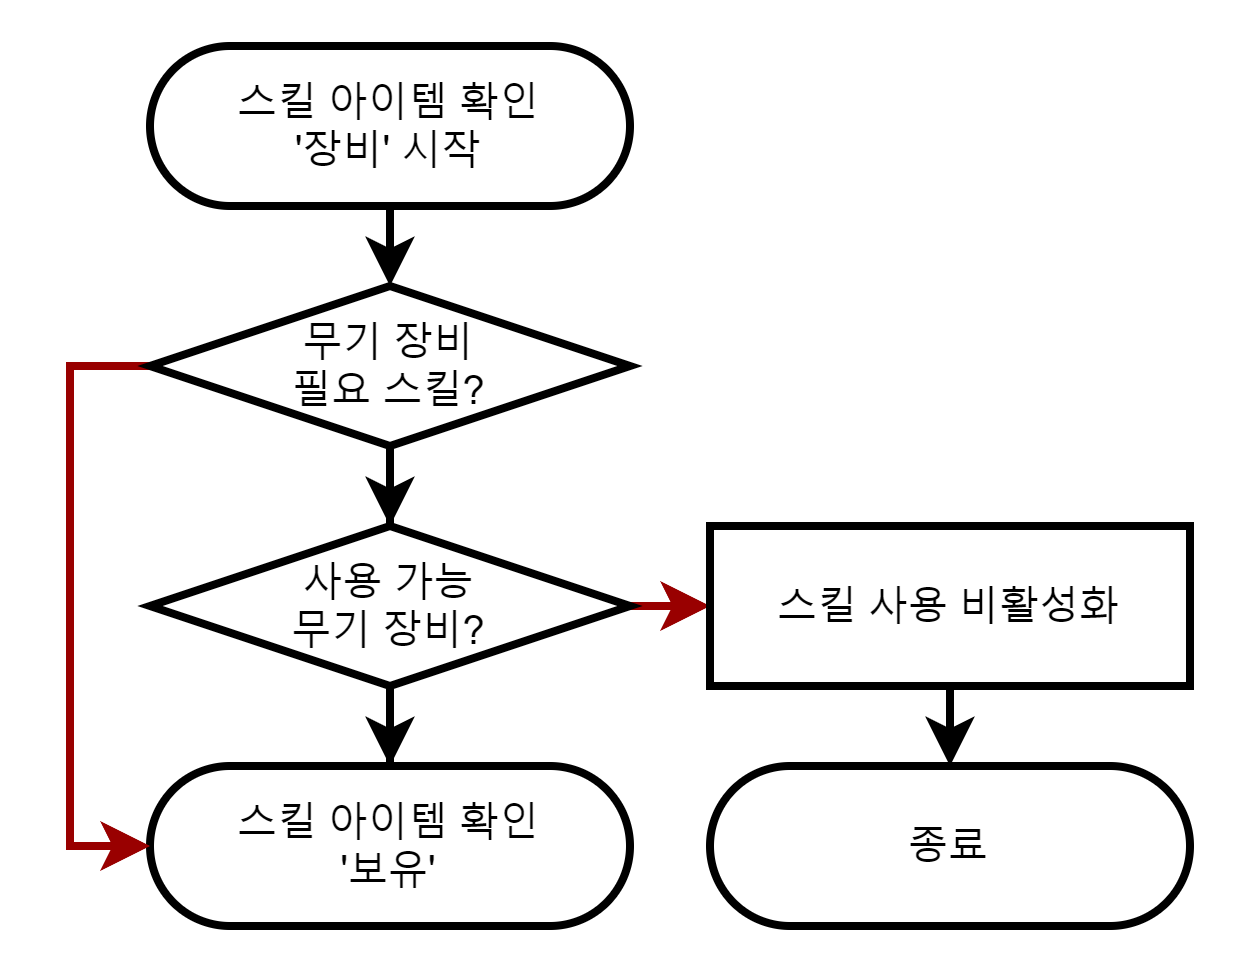 스킬 아이템 확인
'장비' 시작
무기 장비
필요 스킬?
사용 가능
무기 장비?
스킬 사용 비활성화
스킬 아이템 확인
'보유'
종료